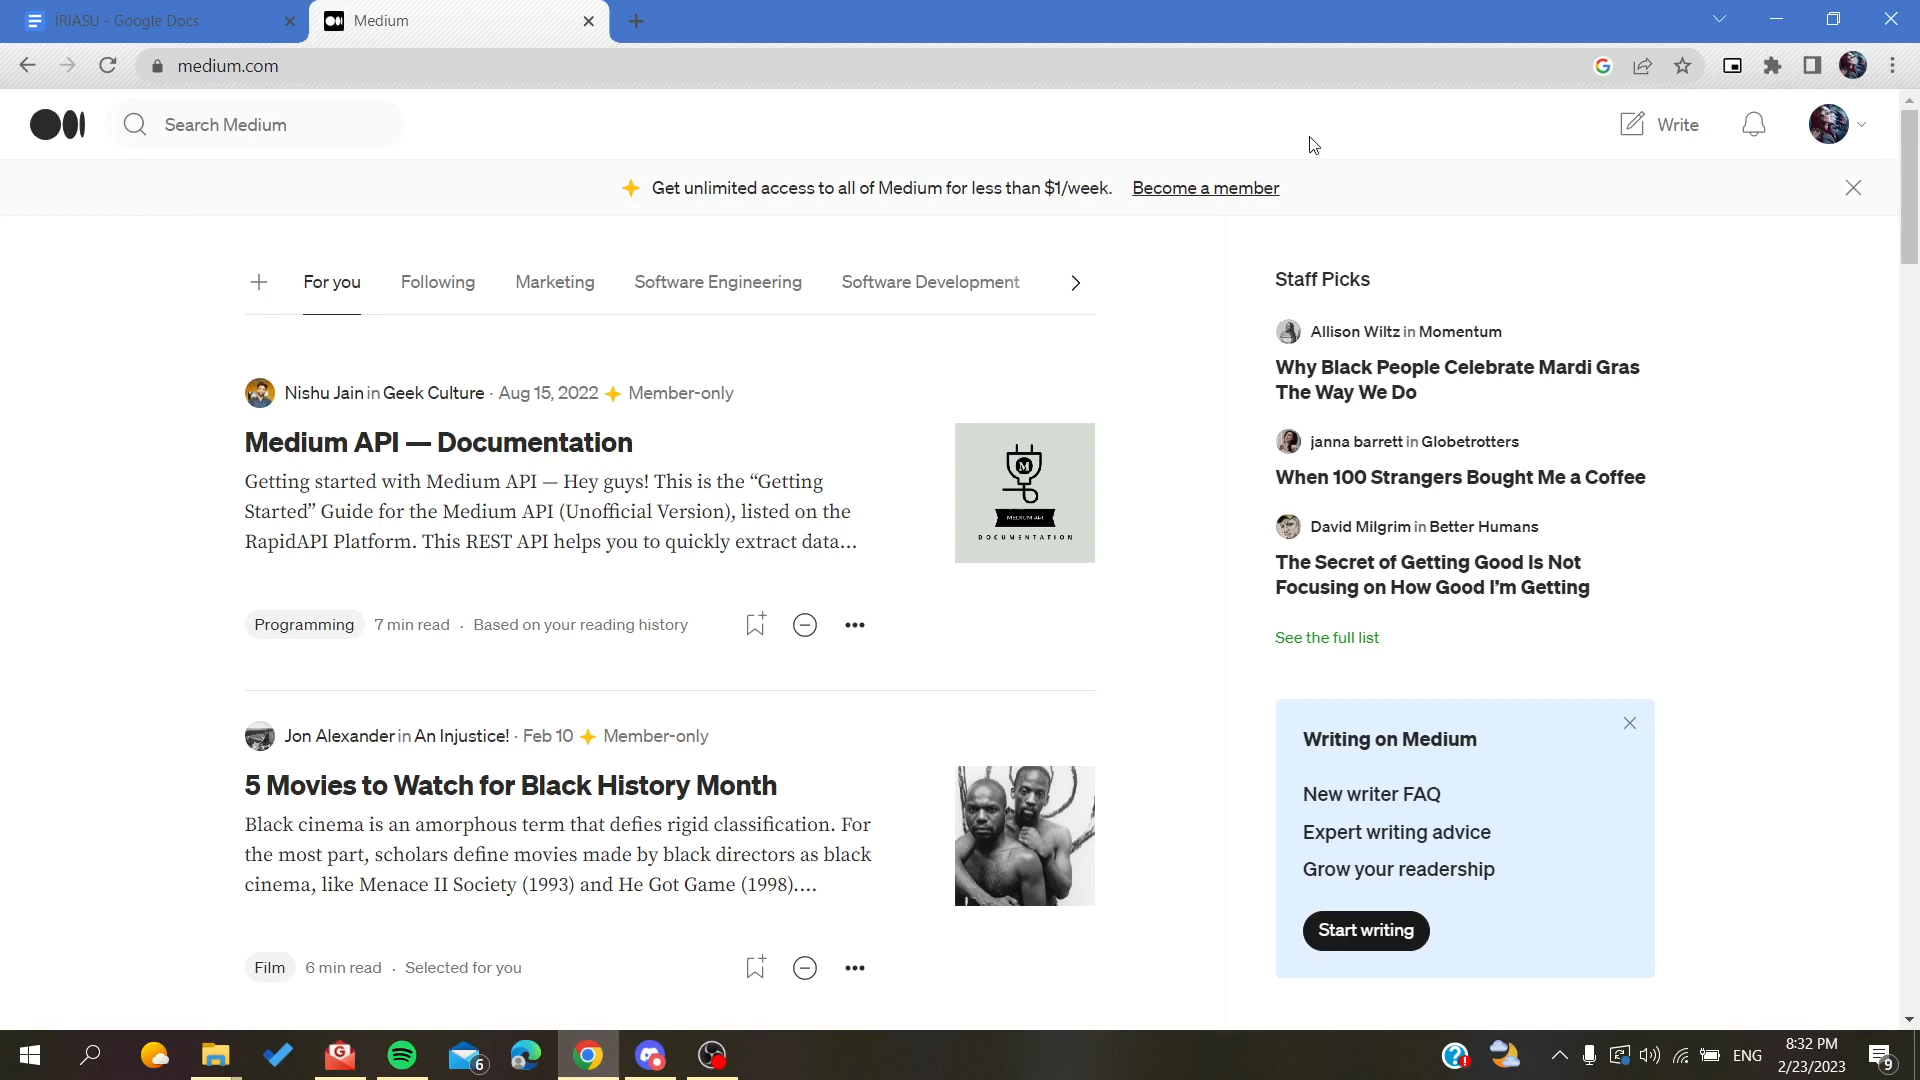 IRIASU - Google Docs
Medium
medium.com
Search Medium
Write
Get unlimited access to all of Medium for less than $1/week. Become a member
For you Following Marketing Software Engineering Software Development
Nishu Jain in Geek Culture · Aug 15, 2022 Member-only
Medium API — Documentation
Getting started with Medium API — Hey guys! This is the “Getting
Started” Guide for the Medium API (Unofficial Version), listed on the
RapidAPI Platform. This REST API helps you to quickly extract data...
M
MEDIUM API
DOCUMENTATION
Programming 7 min read · Based on your reading history
Jon Alexander in An Injustice! · Feb 10 Member-only
5 Movies to Watch for Black History Month
Black cinema is an amorphous term that defies rigid classification. For
the most part, scholars define movies made by black directors as black
cinema, like Menace II Society (1993) and He Got Game (1998)....
Film 6 min read · Selected for you
Staff Picks
Allison Wiltz in Momentum
Why Black People Celebrate Mardi Gras
The Way We Do
janna barrett in Globetrotters
When 100 Strangers Bought Me a Coffee
David Milgrim in Better Humans
The Secret of Getting Good Is Not
Focusing on How Good I’m Getting
See the full list
Writing on Medium
New writer FAQ
Expert writing advice
Grow your readership
Start writing
6
ENG
8:32 PM
2/23/2023
9